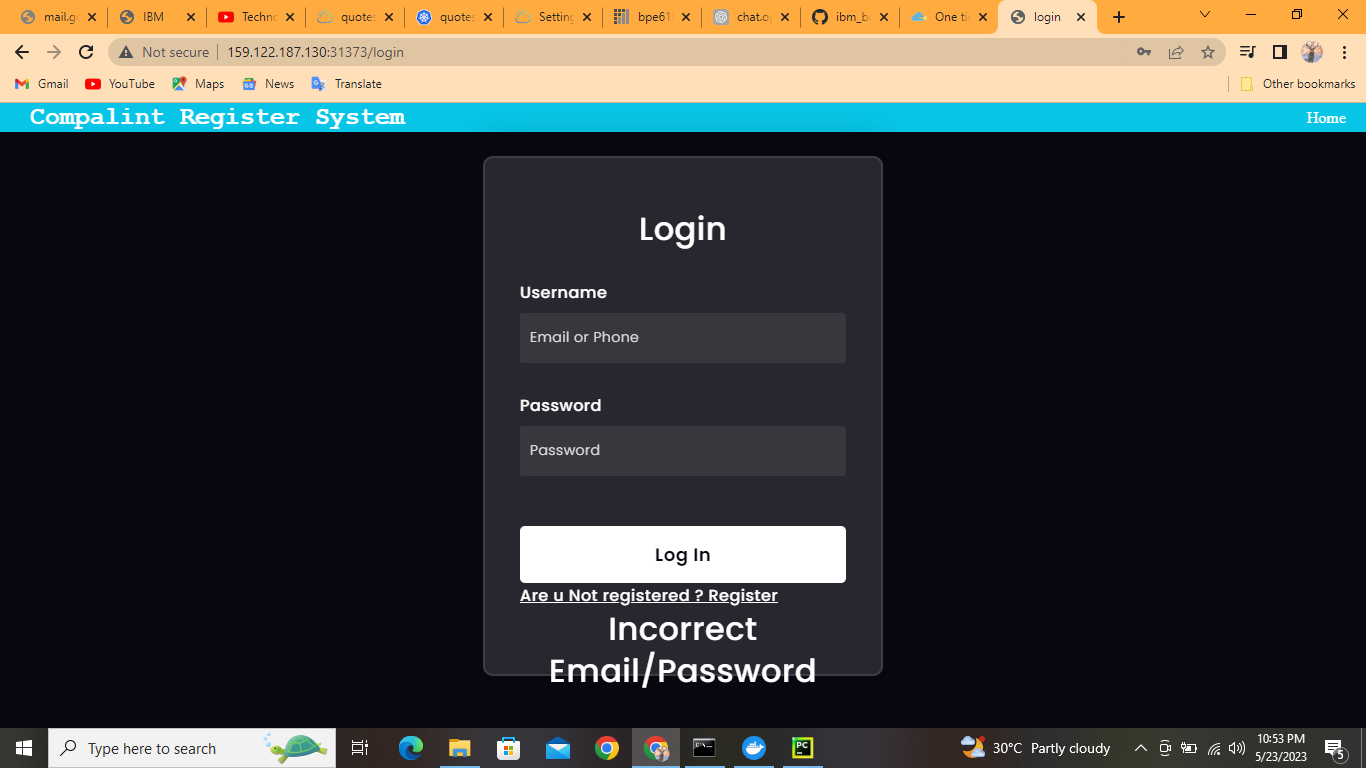 mail.g
IBM
Techno
quotes
quotes
Setting
bpe61
chat.op
ibm_b
One ti
login
Not secure
159.122.187.130:31373/login
Gmail
YouTube
Maps
News
Translate
Other bookmarks
Compalint Register System
Home
Login
Username
Email or Phone
Password
Password
Log In
Are u Not registered ? Register
Incorrect
Email/Password
Type here to search
30°C Partly cloudy
10:53 PM
5/23/2023
5